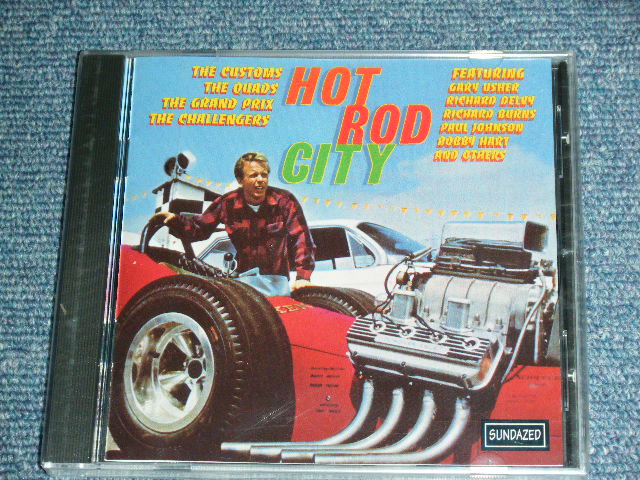 THE CUSTOMS
THE QUADS
THE GRAND PRIX
THE CHALLENGERS
HOT
ROD
CITY
FEATURING
GARY USHER
RICHARD DELVY
RICHARD BURNS
PAUL JOHNSON
BOBBY HART
AND OTHERS
SUNDAZED